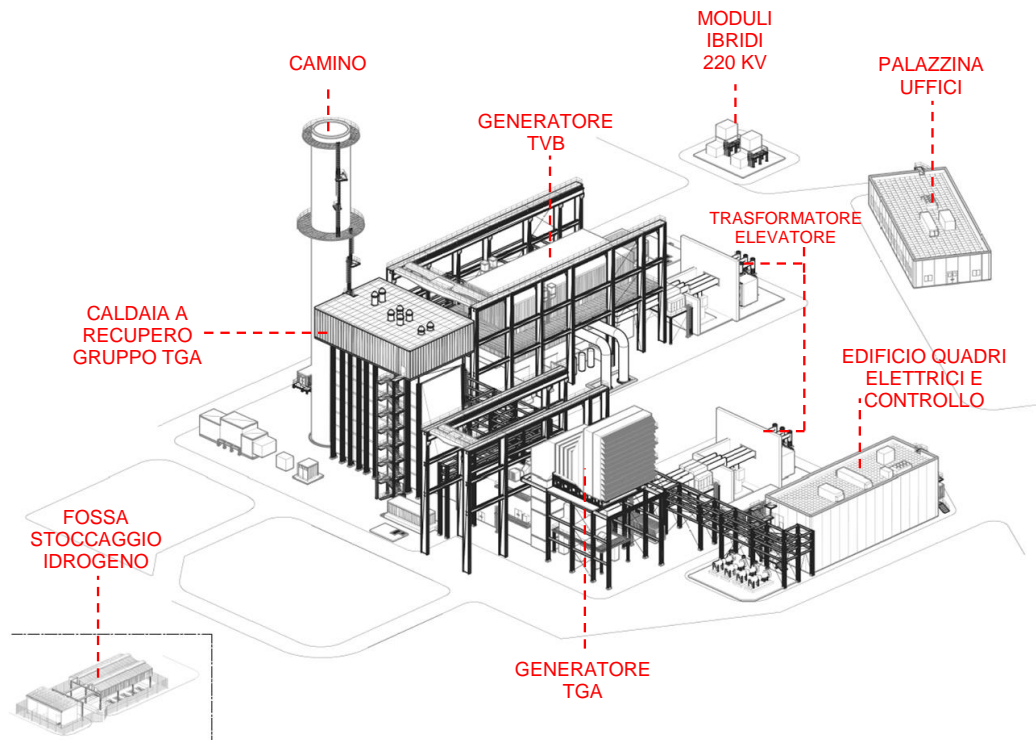 MODULI
IBRIDI
220 KV
CAMINO
PALAZZINA
UFFICI
GENERATORE
TVB
TRASFORMATORE
ELEVATORE
CALDAIA A
RECUPERO
GRUPPO TGA
EDIFICIO QUADRI
ELETTRICI E
CONTROLLO
FOSSA
STOCCAGGIO
IDROGENO
GENERATORE
TGA